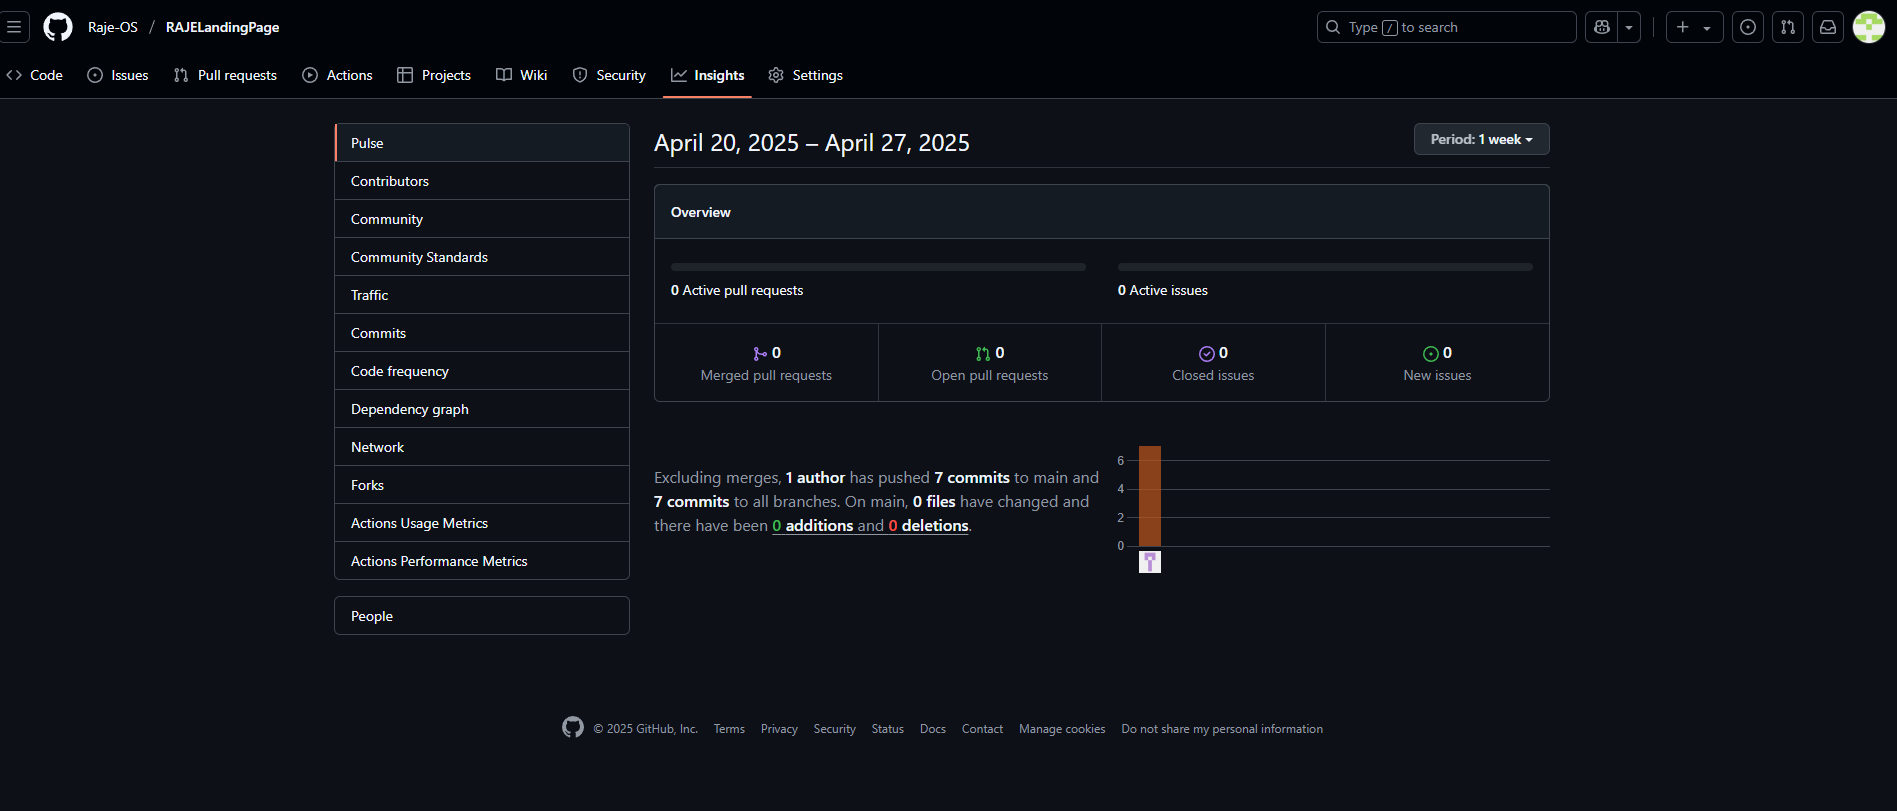 Raje-OS / RAJELandingPage
Type / to search
Code Issues Pull requests Actions Projects Wiki Security Insights Settings
Pulse
Contributors
Community
Community Standards
Traffic
Commits
Code frequency
Dependency graph
Network
Forks
Actions Usage Metrics
Actions Performance Metrics
People
April 20, 2025 – April 27, 2025
Period: 1 week
Overview
0 Active pull requests
0 Active issues
0
Merged pull requests
0
Open pull requests
0
Closed issues
0
New issues
Excluding merges, 1 author has pushed 7 commits to main and
7 commits to all branches. On main, 0 files have changed and
there have been 0 additions and 0 deletions.
6
4
2
0
© 2025 GitHub, Inc. Terms Privacy Security Status Docs Contact Manage cookies Do not share my personal information